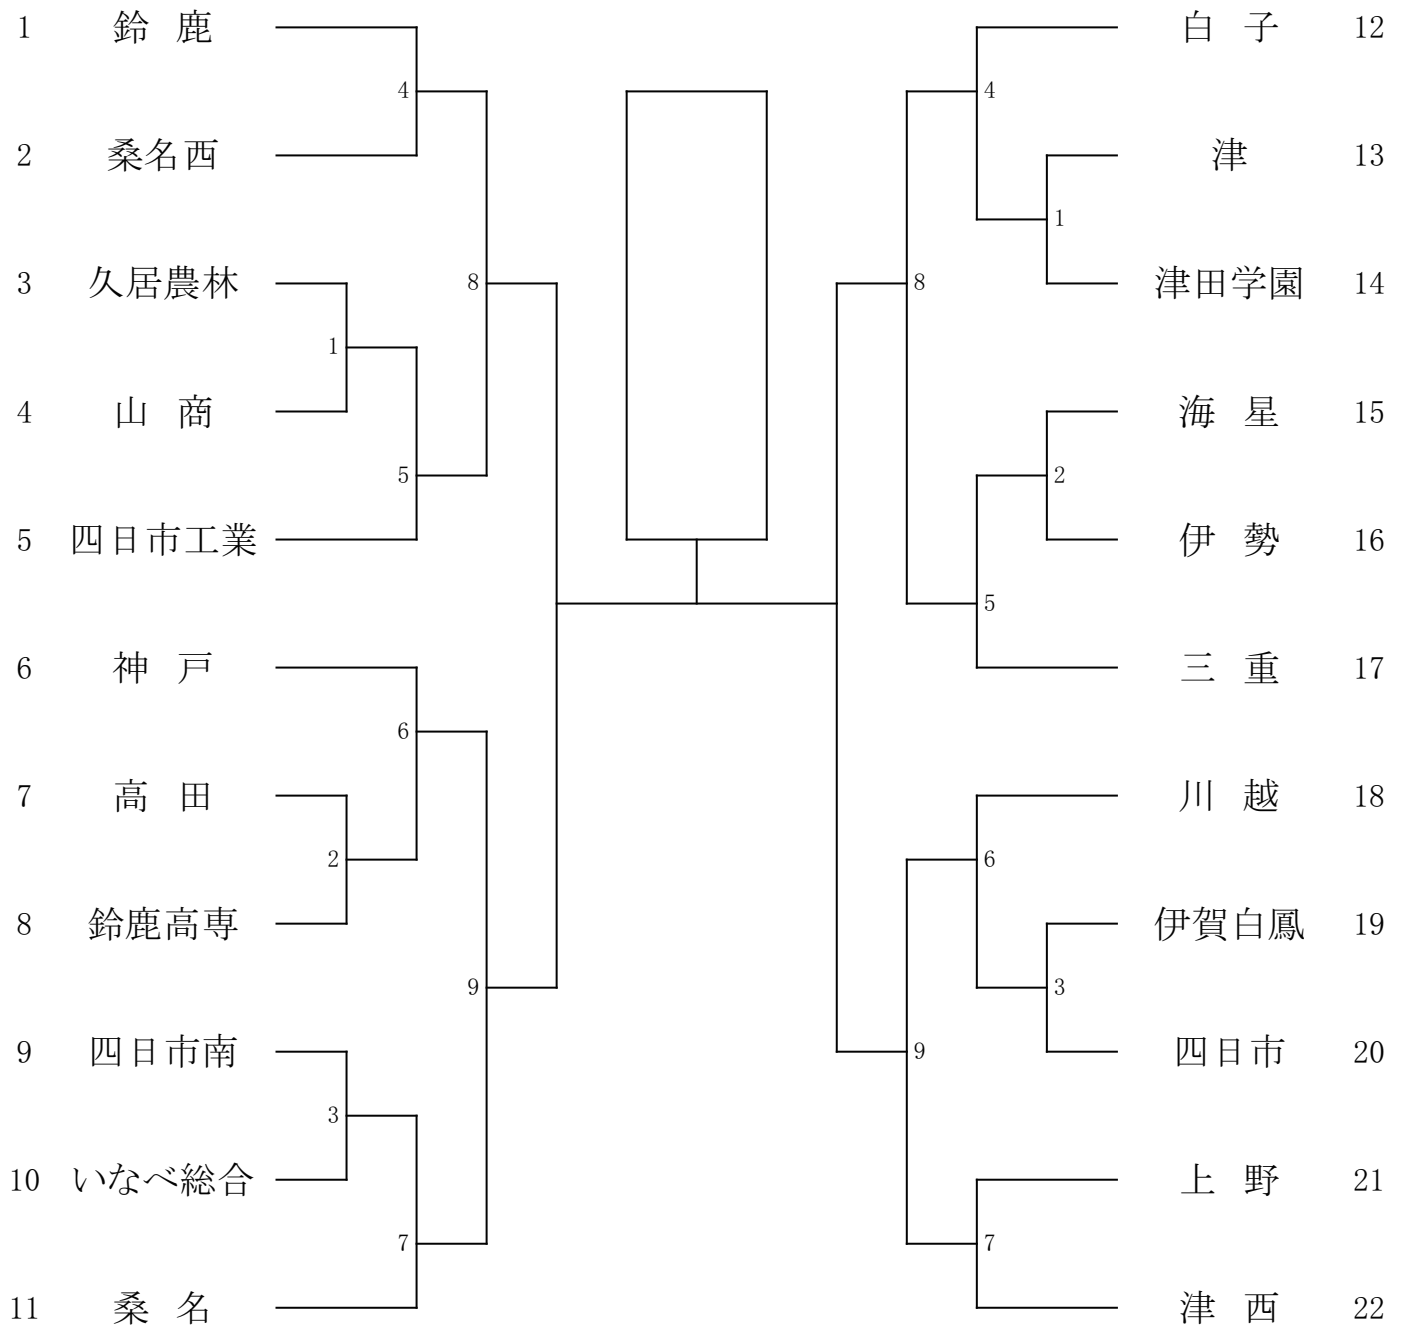 1 鈴 鹿
4
2 桑名西
3 久居農林
8
1
4 山 商
5
5 四日市工業
6 神 戸
6
7 高 田
2
8 鈴鹿高専
9
9 四日市南
3
10 いなべ総合
7
11 桑 名
白 子 12
4
津 13
1
津田学園 14
8
海 星 15
2
伊 勢 16
5
三 重 17
川 越 18
6
伊賀白鳳 19
3
四日市 20
9
上 野 21
7
津 西 22